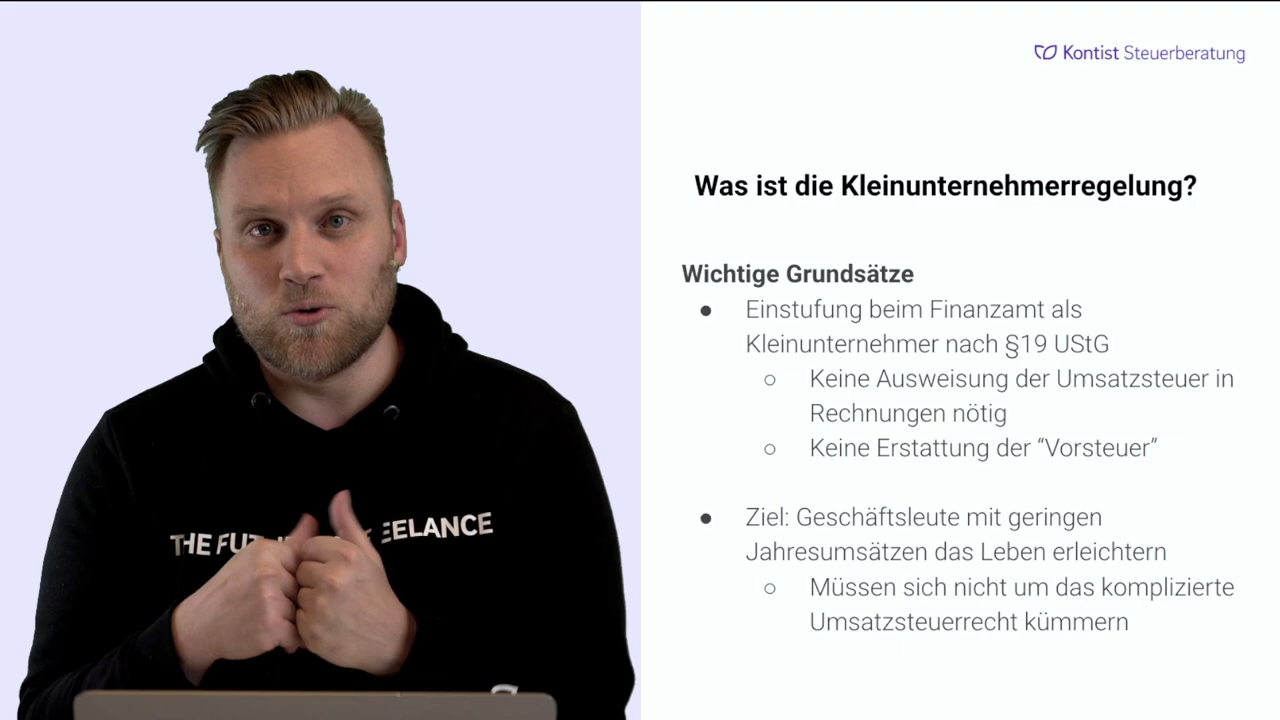 Kontist Steuerberatung
Was ist die Kleinunternehmerregelung?
Wichtige Grundsätze
● Einstufung beim Finanzamt als
Kleinunternehmer nach §19 UStG
○ Keine Ausweisung der Umsatzsteuer in
Rechnungen nötig
○ Keine Erstattung der “Vorsteuer”
● Ziel: Geschäftsleute mit geringen
Jahresumsätzen das Leben erleichtern
○ Müssen sich nicht um das komplizierte
Umsatzsteuerrecht kümmern
THE